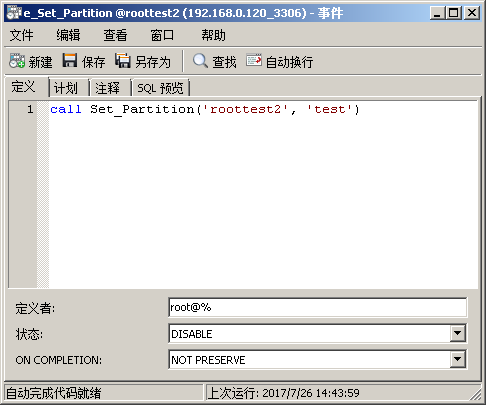 e_Set_Partition @roottest2 (192.168.0.120_3306) - 事件
文件 编辑 查看 窗口 帮助
新建 保存 另存为 查找 自动换行
定义 计划 注释 SQL 预览
1 call Set_Partition('roottest2', 'test')
定义者: root@%
状态: DISABLE
ON COMPLETION: NOT PRESERVE
自动完成代码就绪 上次运行: 2017/7/26 14:43:59